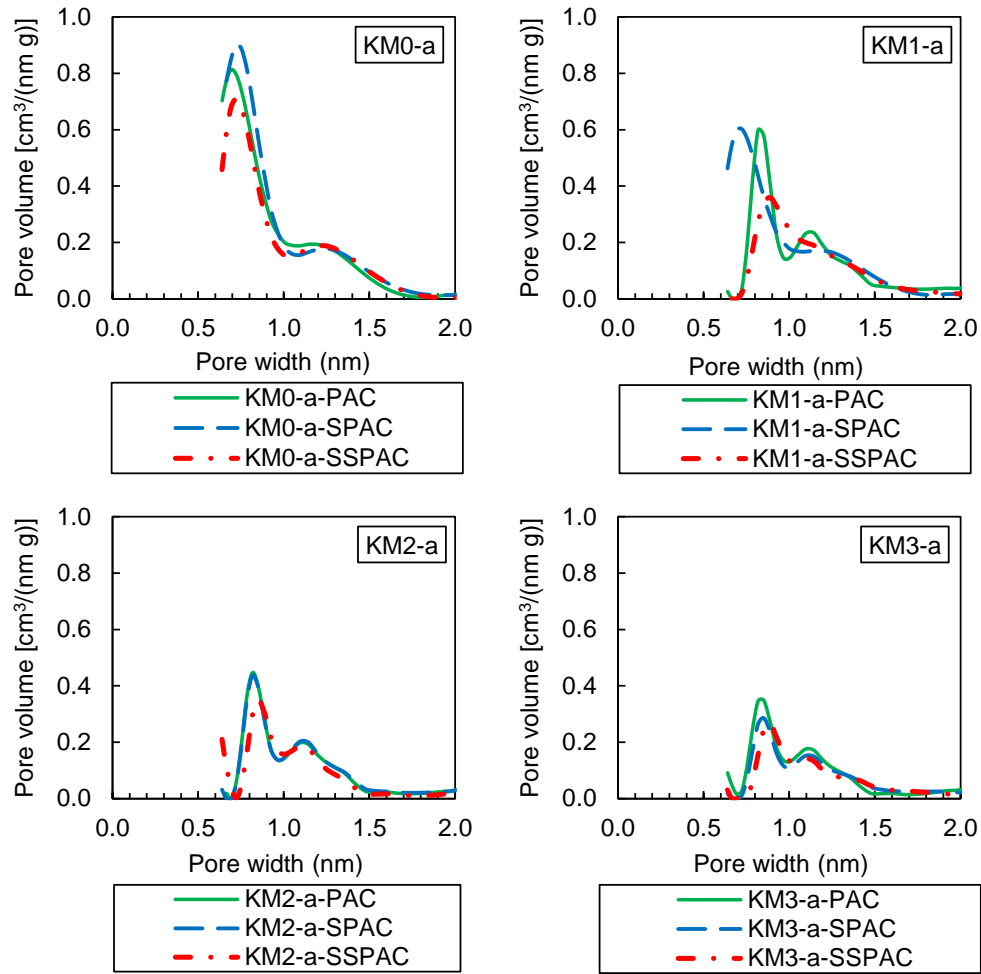 KM0-a
Pore volume [cm³/(nm g)]
1.0
0.8
0.6
0.4
0.2
0.0
0.0 0.5 1.0 1.5 2.0
Pore width (nm)
KM0-a-PAC
KM0-a-SPAC
KM0-a-SSPAC
KM1-a
Pore volume [cm³/(nm g)]
1.0
0.8
0.6
0.4
0.2
0.0
0.0 0.5 1.0 1.5 2.0
Pore width (nm)
KM1-a-PAC
KM1-a-SPAC
KM1-a-SSPAC
KM2-a
Pore volume [cm³/(nm g)]
1.0
0.8
0.6
0.4
0.2
0.0
0.0 0.5 1.0 1.5 2.0
Pore width (nm)
KM2-a-PAC
KM2-a-SPAC
KM2-a-SSPAC
KM3-a
Pore volume [cm³/(nm g)]
1.0
0.8
0.6
0.4
0.2
0.0
0.0 0.5 1.0 1.5 2.0
Pore width (nm)
KM3-a-PAC
KM3-a-SPAC
KM3-a-SSPAC